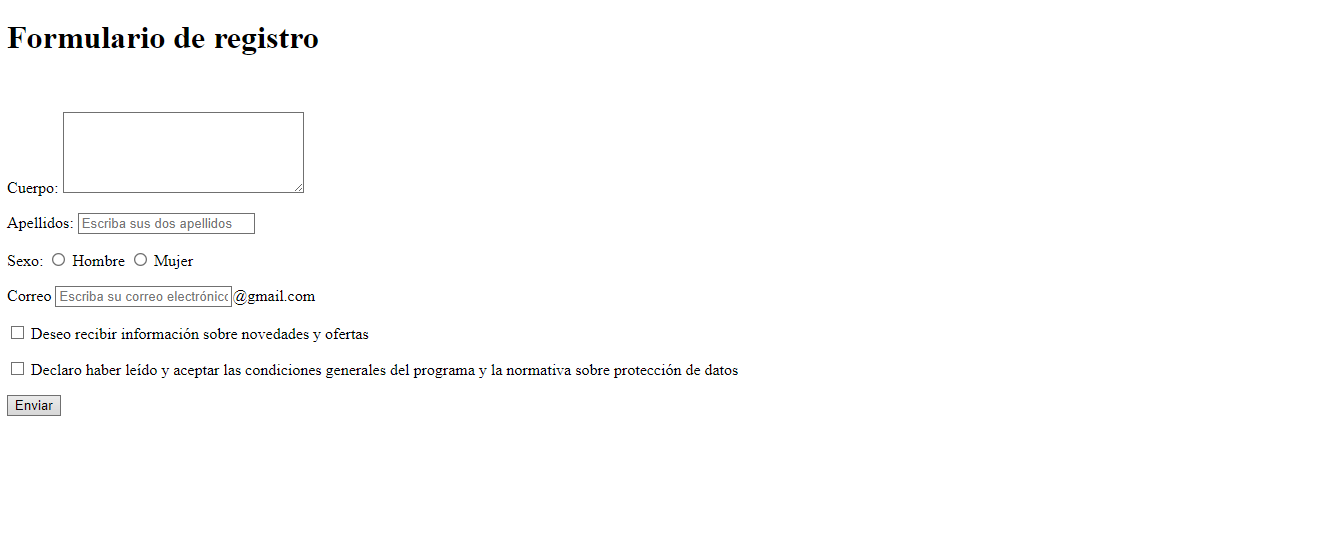 Formulario de registro
Cuerpo:
Apellidos: Escriba sus dos apellidos
Sexo: Hombre Mujer
Correo Escriba su correo electrónico@gmail.com
Deseo recibir información sobre novedades y ofertas
Declaro haber leído y aceptar las condiciones generales del programa y la normativa sobre protección de datos
Enviar